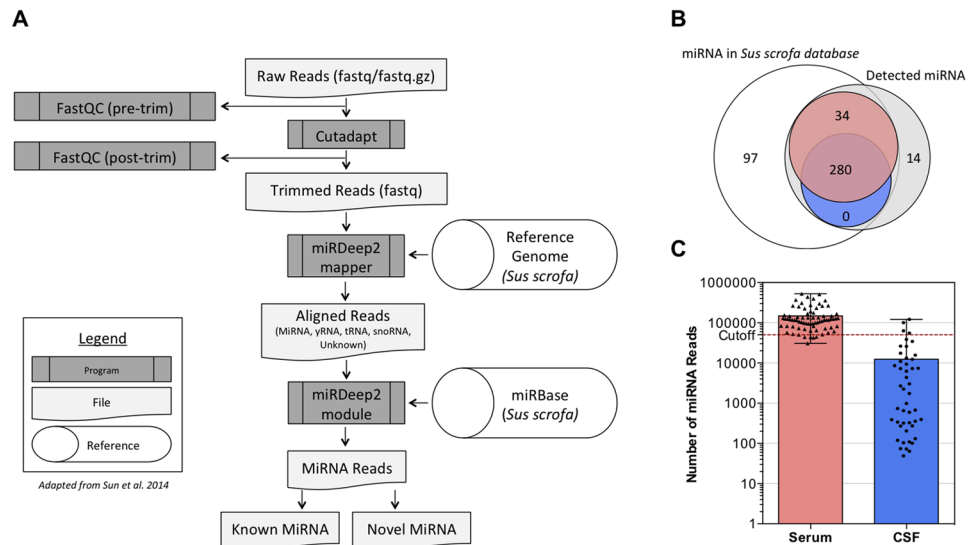 A
Raw Reads (fastq/fastq.gz)
FastQC (pre-trim)
Cutadapt
FastQC (post-trim)
Trimmed Reads (fastq)
miRDeep2
mapper
Reference
Genome
(Sus scrofa)
Aligned Reads
(MiRNA, yRNA, tRNA, snoRNA,
Unknown)
miRDeep2
module
miRBase
(Sus scrofa)
MiRNA Reads
Known MiRNA
Novel MiRNA
Legend
Program
File
Reference
Adapted from Sun et al. 2014
B
miRNA in Sus scrofa database
Detected miRNA
34
97
280
14
0
C
Number of miRNA Reads
1000000
100000
Cutoff
10000
1000
100
10
1
Serum
CSF